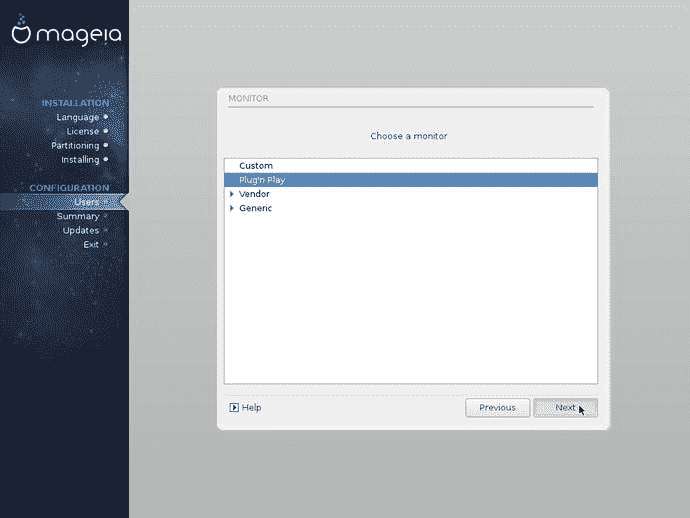 mageia
INSTALLATION
Language
License
Partitioning
Installing
CONFIGURATION
Users
Summary
Updates
Exit
MONITOR
Choose a monitor
Custom
Plug'n Play
Vendor
Generic
Help
Previous
Next